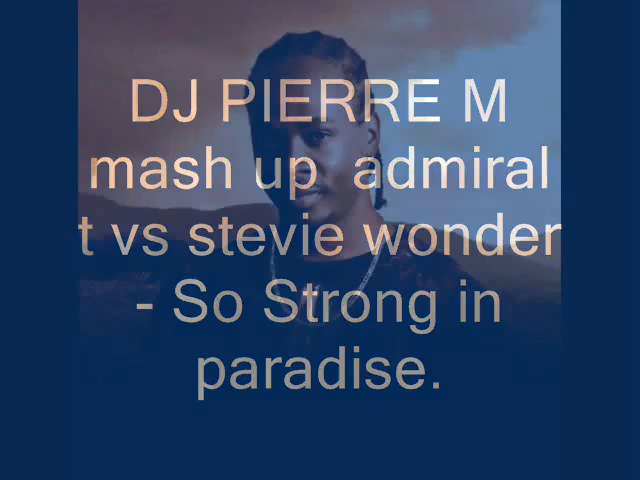 DJ PIERRE M
mash up  admiral
t vs stevie wonder
- So Strong in
paradise.